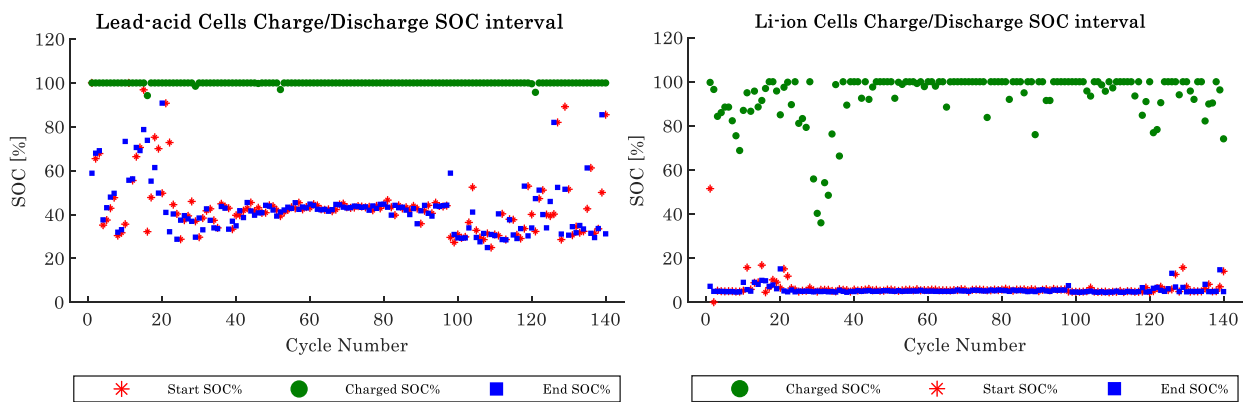 Lead-acid Cells Charge/Discharge SOC interval
120
100
80
60
40
20
0
SOC [%]
0 20 40 60 80 100 120 140
Cycle Number
Start SOC% Charged SOC% End SOC%
Li-ion Cells Charge/Discharge SOC interval
120
100
80
60
40
20
0
SOC [%]
0 20 40 60 80 100 120 140
Cycle Number
Charged SOC% Start SOC% End SOC%